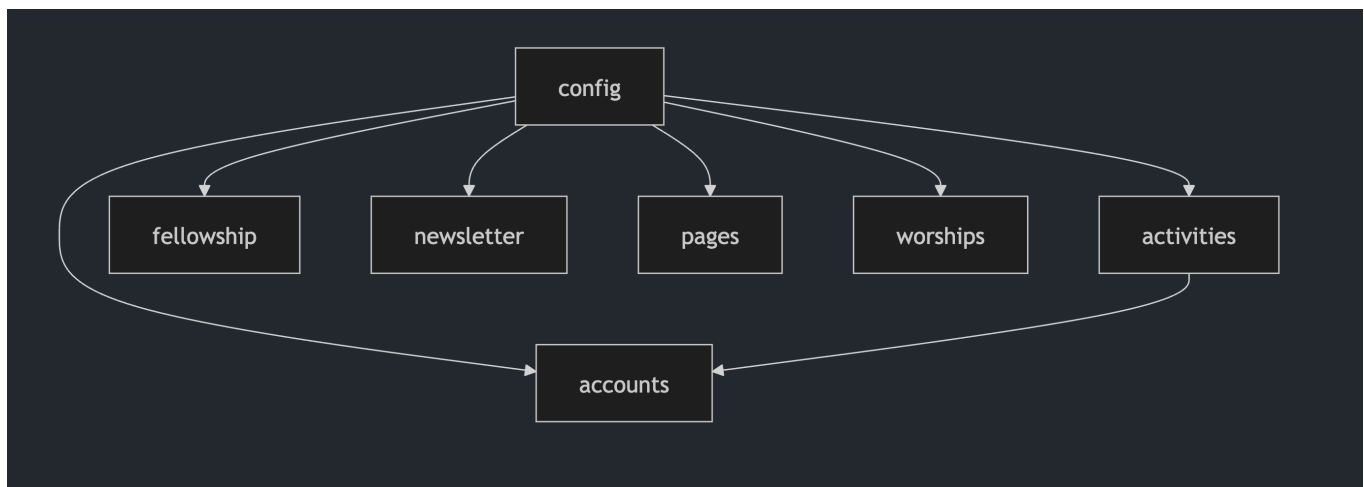 config
fellowship
newsletter
pages
worships
activities
accounts